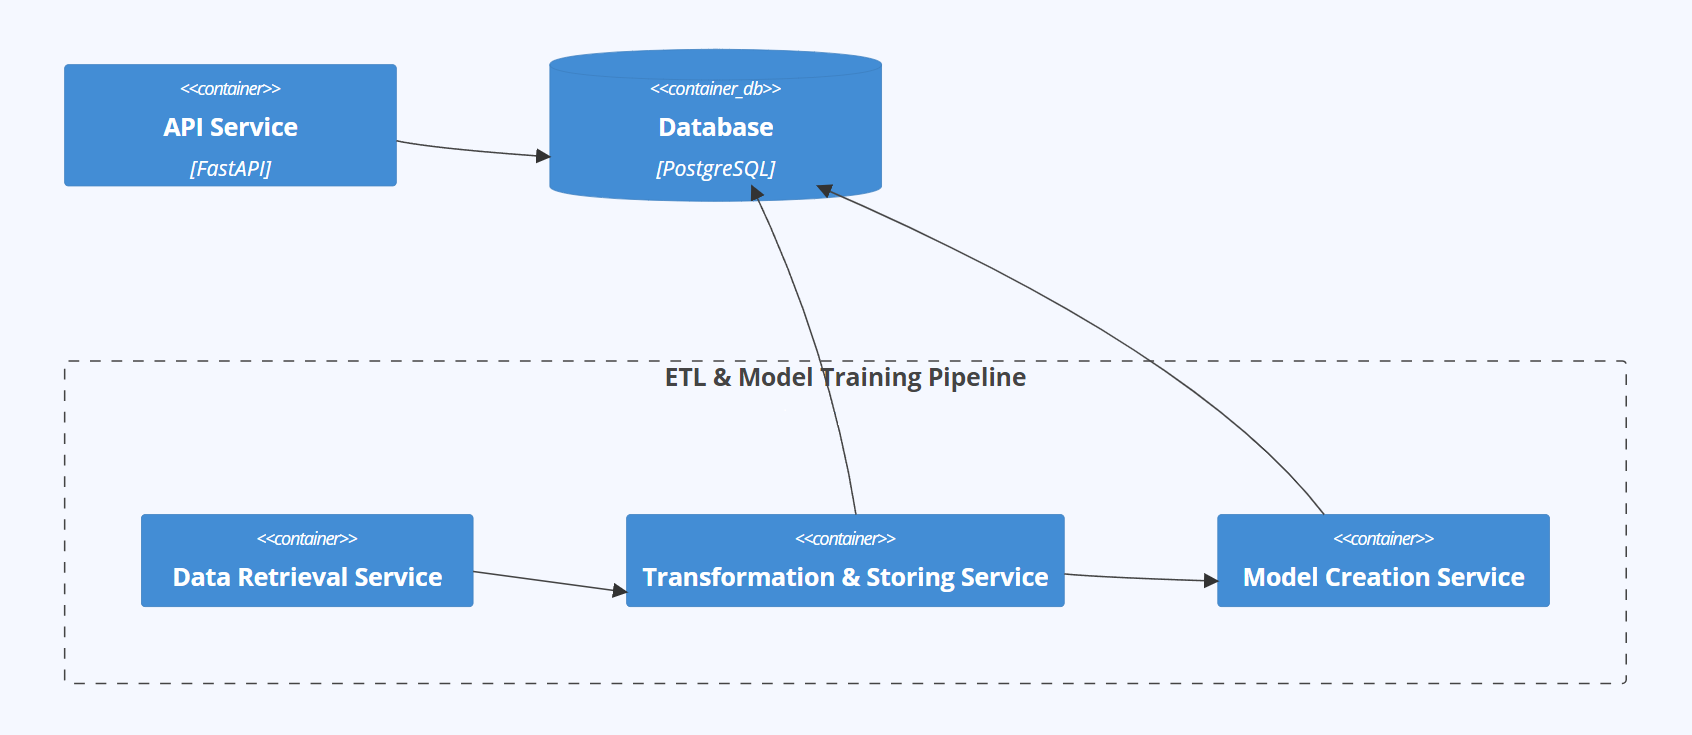 <<container>>
API Service
[FastAPI]
<<container_db>>
Database
[PostgreSQL]
ETL & Model Training Pipeline
<<container>>
Data Retrieval Service
<<container>>
Transformation & Storing Service
<<container>>
Model Creation Service